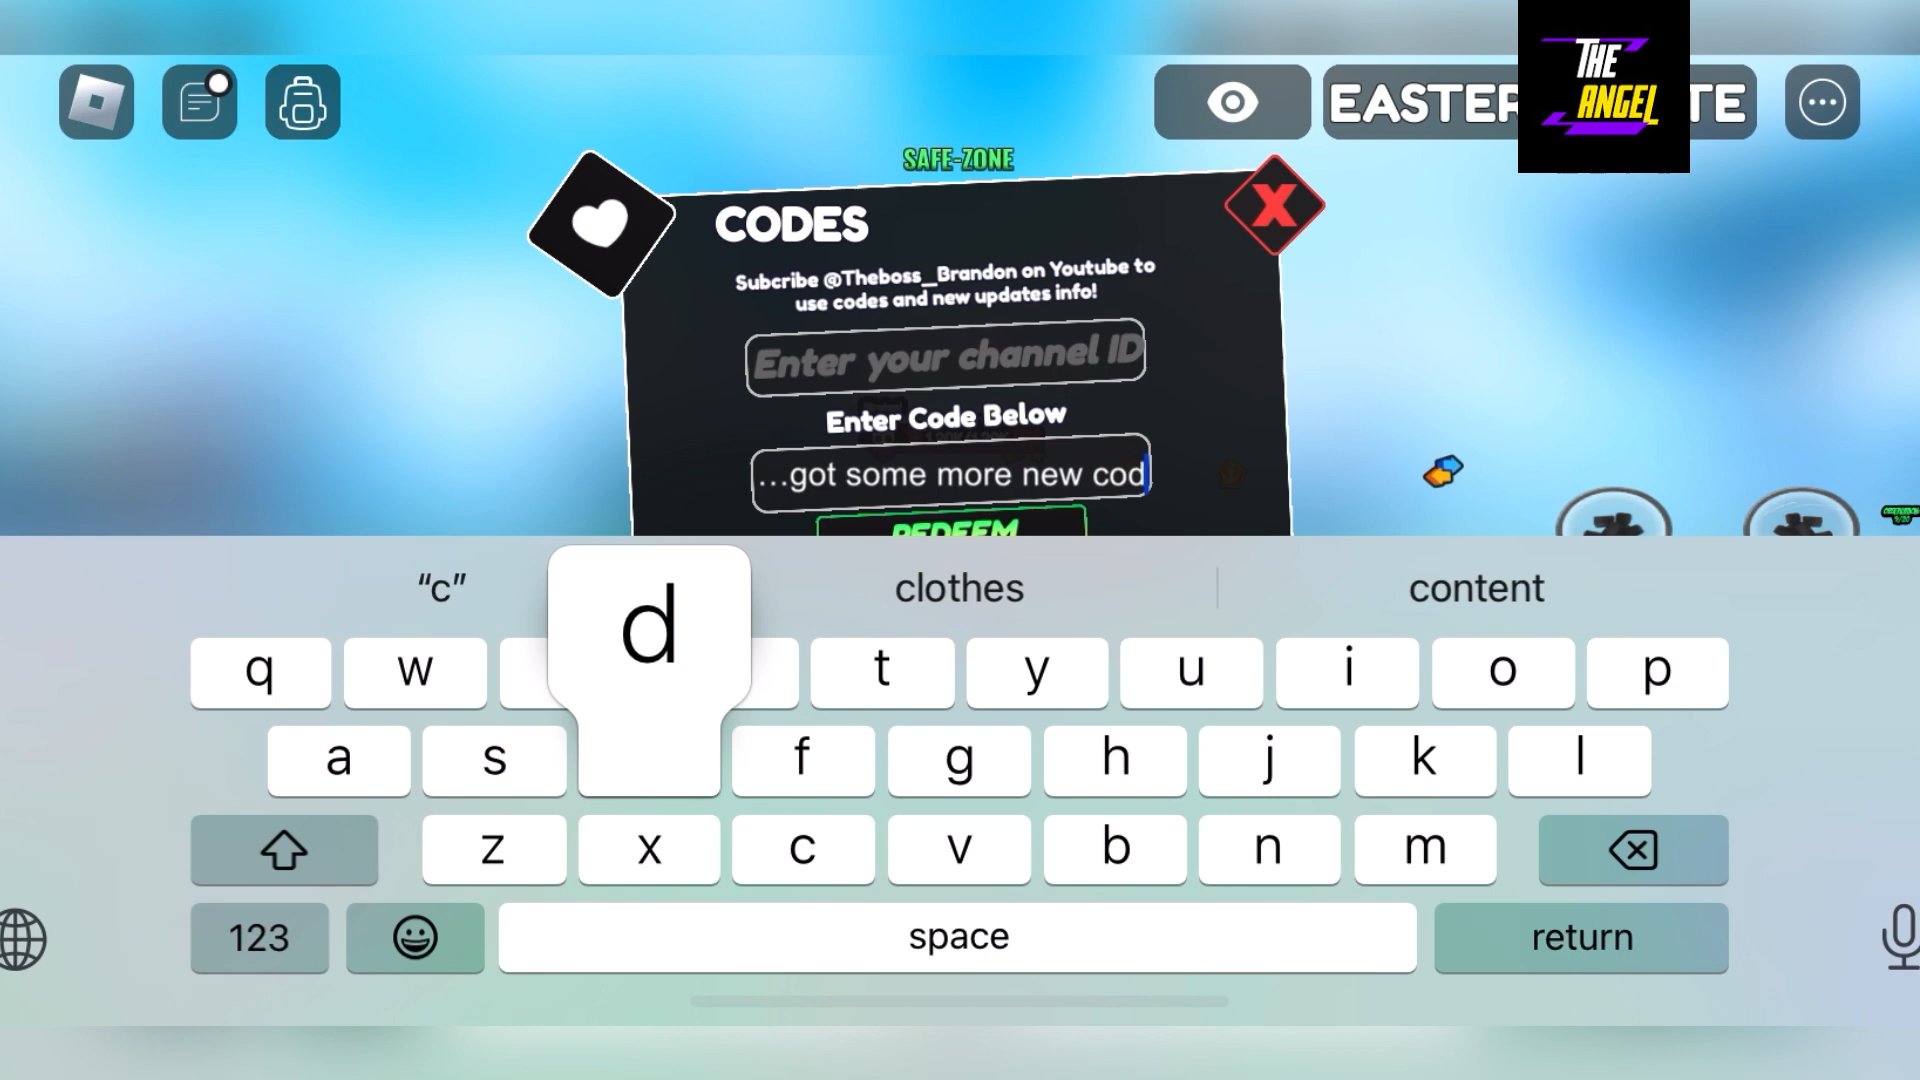 EASTER
TE
THE
ANGEL
SAFE-ZONE
CODES
X
Subcribe @Theboss_Brandon on Youtube to
use codes and new updates info!
Enter your channel ID
Enter Code Below
...got some more new cod
REDEEM
“c” clothes content
d
q w t y u i o p
a s f g h j k l
z x c v b n m
123 space return